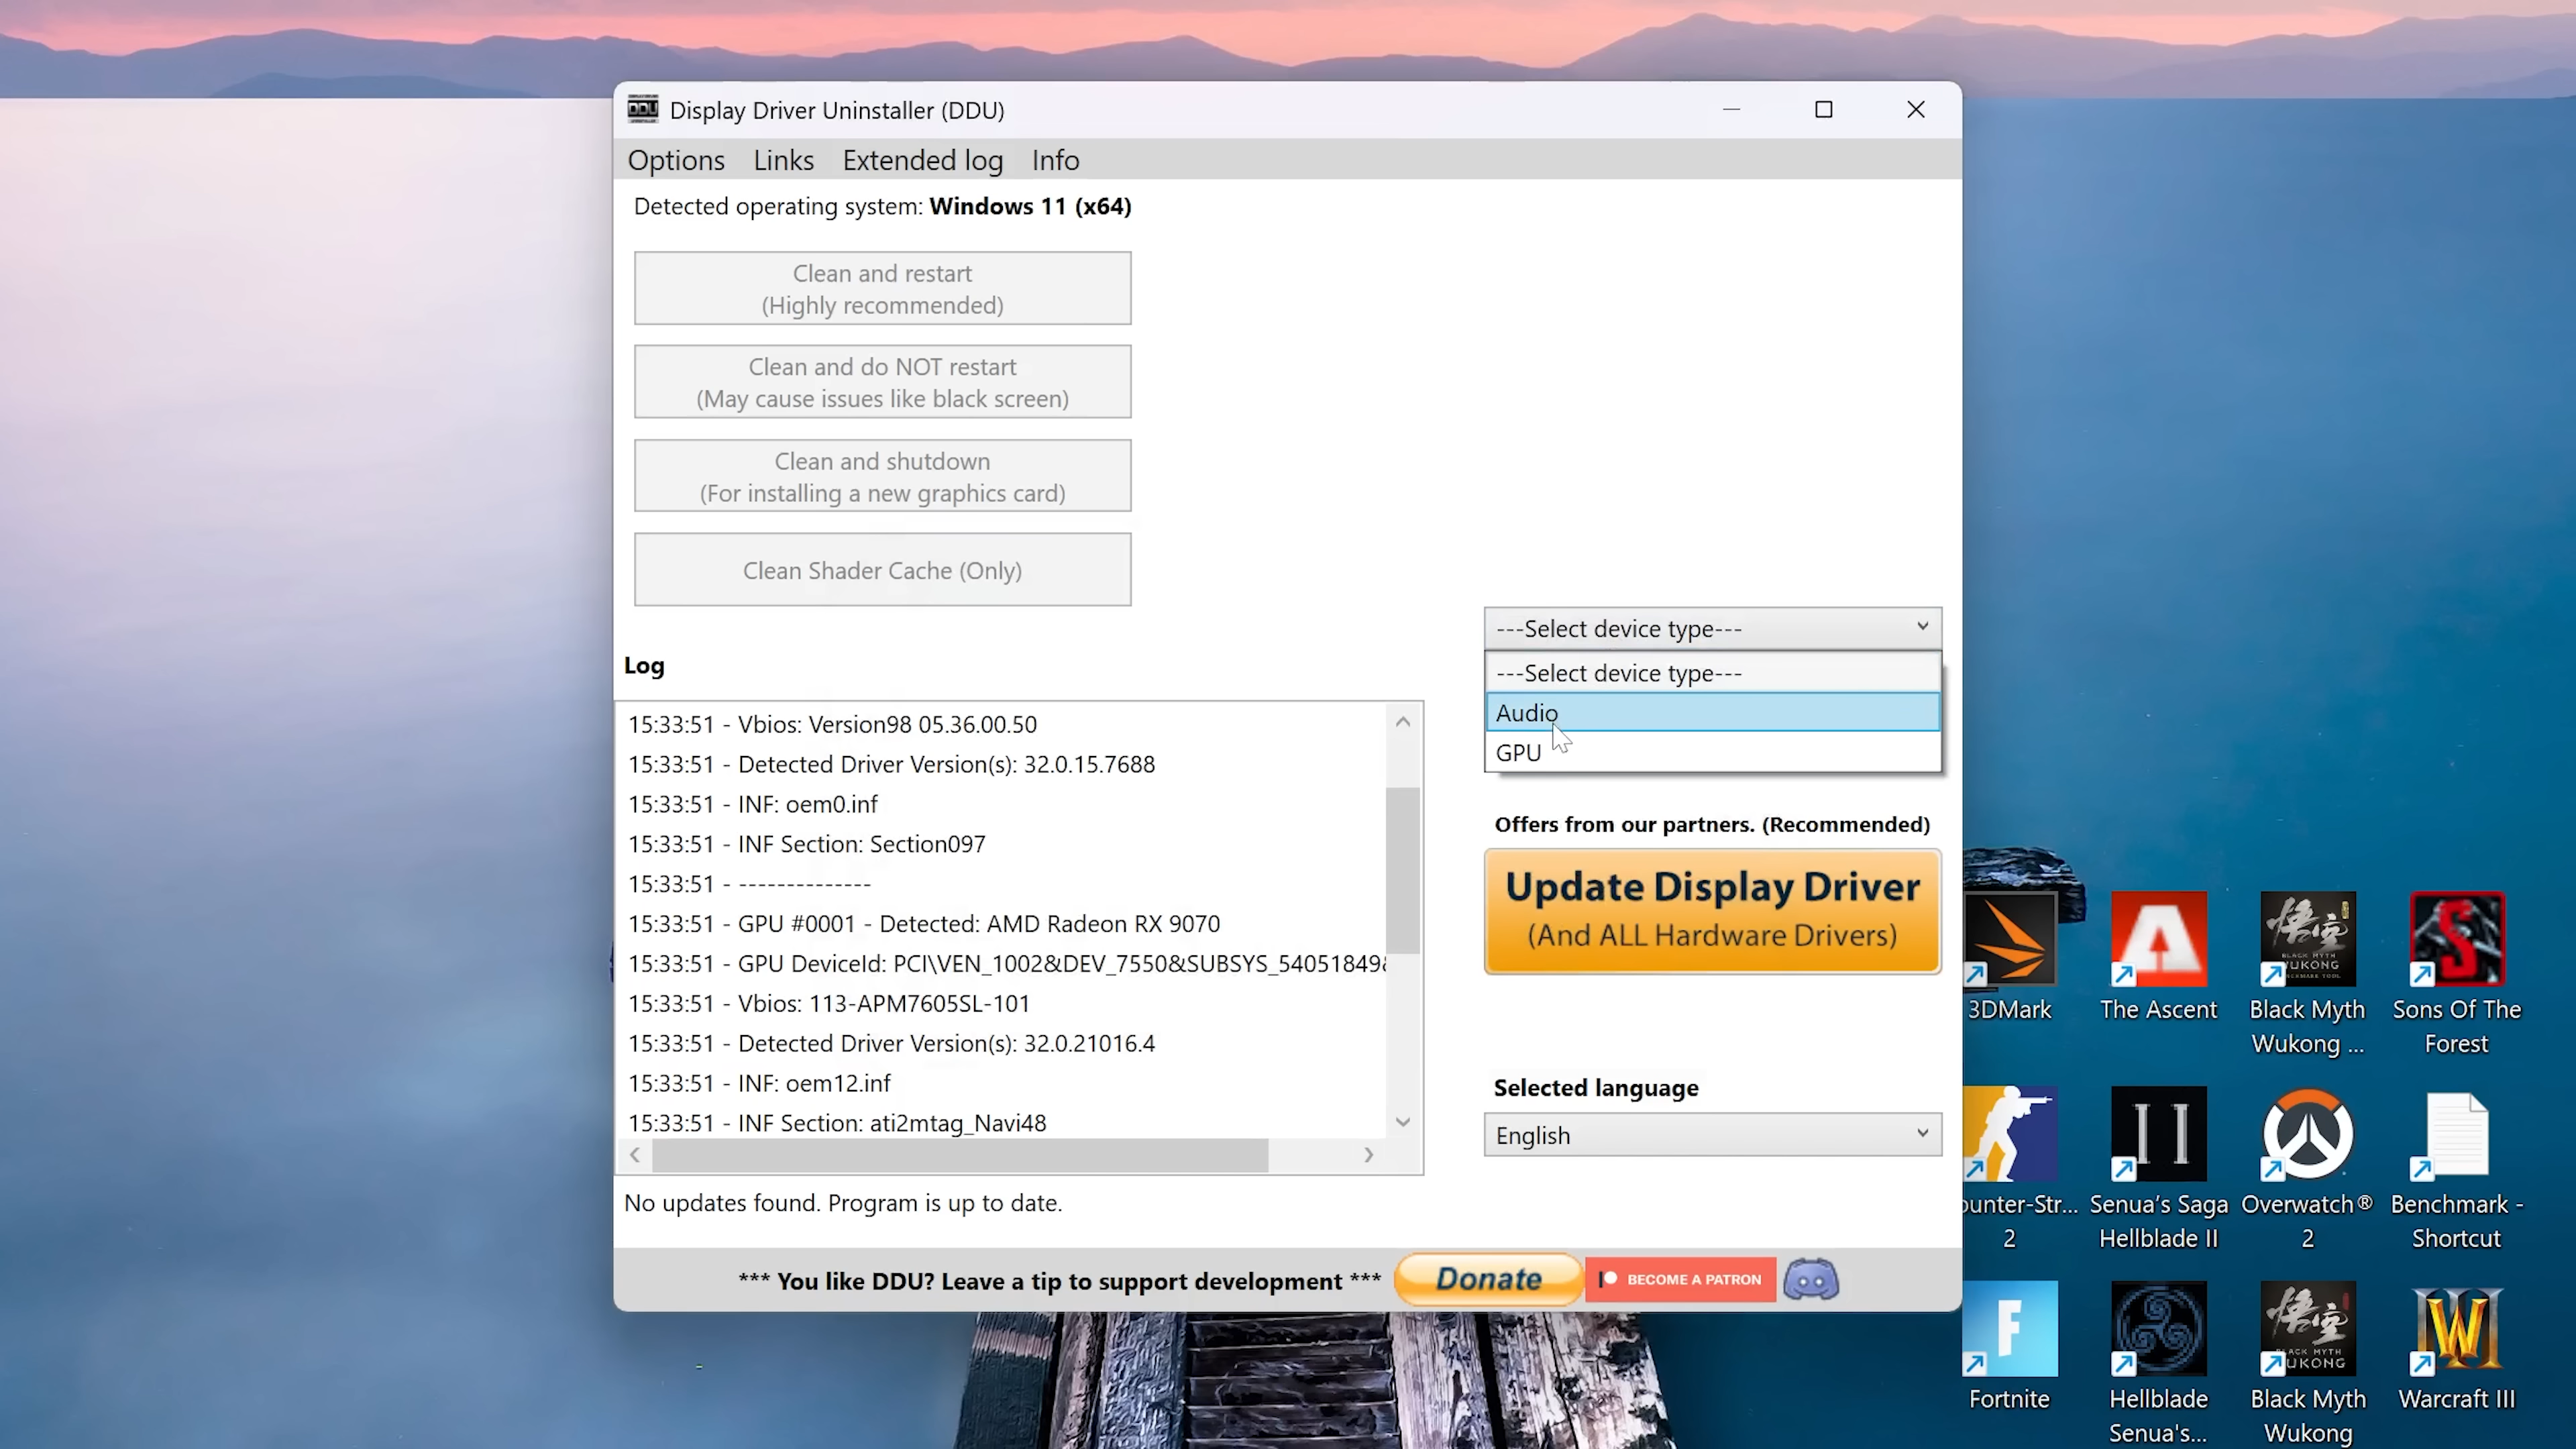 Display Driver Uninstaller (DDU)
Options Links Extended log Info
Detected operating system: Windows 11 (x64)
Clean and restart
(Highly recommended)
Clean and do NOT restart
(May cause issues like black screen)
Clean and shutdown
(For installing a new graphics card)
Clean Shader Cache (Only)
---Select device type---
---Select device type---
Audio
GPU
Log
15:33:51 - Vbios: Version98 05.36.00.50
15:33:51 - Detected Driver Version(s): 32.0.15.7688
15:33:51 - INF: oem0.inf
15:33:51 - INF Section: Section097
15:33:51 - --------------
15:33:51 - GPU #0001 - Detected: AMD Radeon RX 9070
15:33:51 - GPU DeviceId: PCI\VEN_1002&DEV_7550&SUBSYS_54051849&
15:33:51 - Vbios: 113-APM7605SL-101
15:33:51 - Detected Driver Version(s): 32.0.21016.4
15:33:51 - INF: oem12.inf
15:33:51 - INF Section: ati2mtag_Navi48
Offers from our partners. (Recommended)
Update Display Driver
(And ALL Hardware Drivers)
Selected language
English
No updates found. Program is up to date.
*** You like DDU? Leave a tip to support development ***
Donate
BECOME A PATRON
3DMark
The Ascent
Black Myth
Wukong ...
Sons Of The
Forest
ounter-Str...
2
Senua's Saga
Hellblade II
Overwatch®
2
Benchmark -
Shortcut
Fortnite
Hellblade
Senua's...
Black Myth
Wukong
Warcraft III